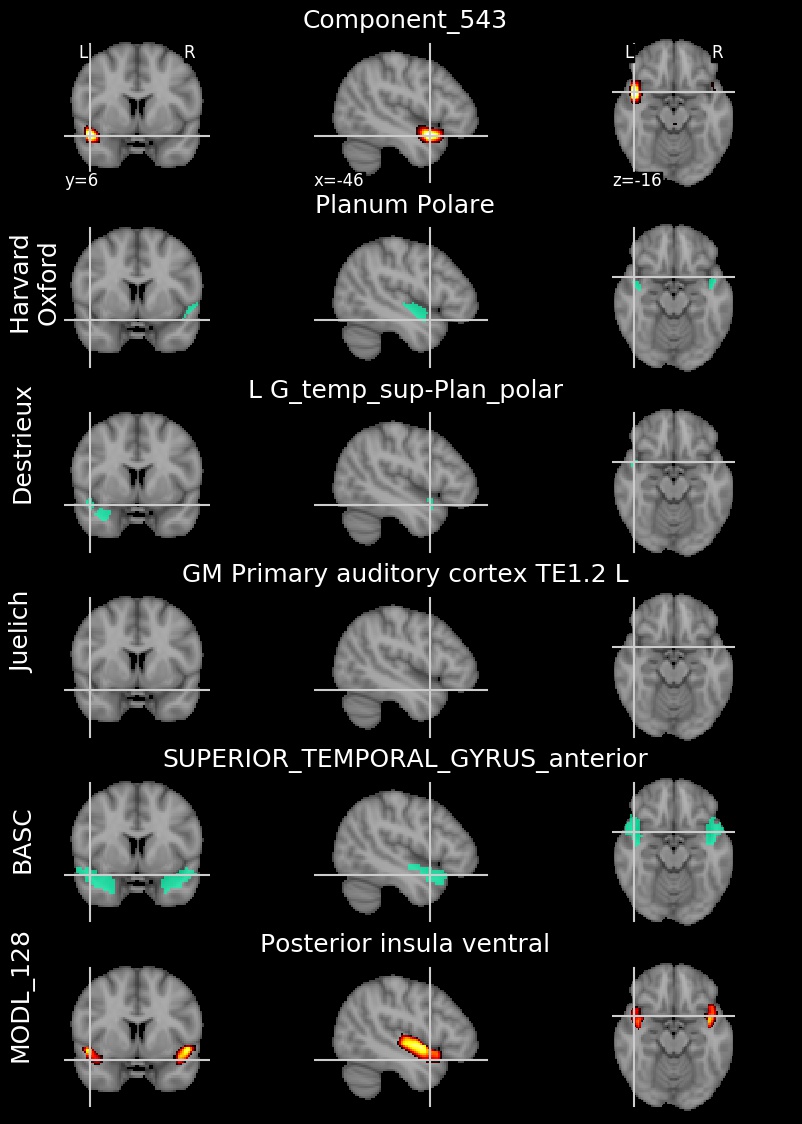 Component_543
L R
L R
y=6
x=-46
z=-16
Planum Polare
Harvard
Oxford
L G_temp_sup-Plan_polar
Destrieux
GM Primary auditory cortex TE1.2 L
Juelich
SUPERIOR_TEMPORAL_GYRUS_anterior
BASC
Posterior insula ventral
MODL_128